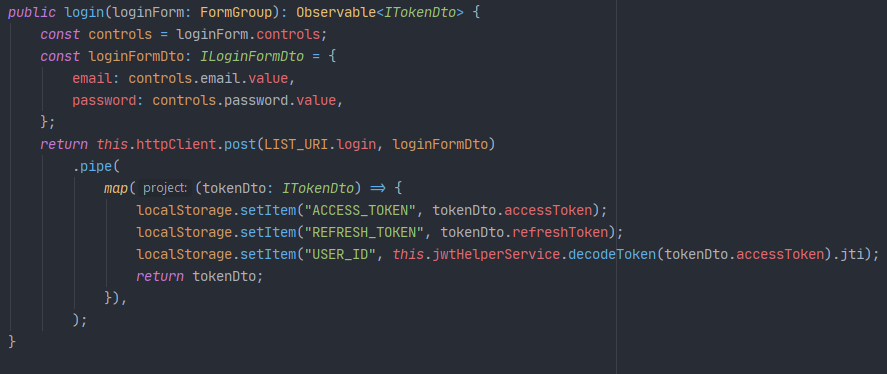 public login(loginForm: FormGroup): Observable<ITokenDto> {
    const controls = loginForm.controls;
    const loginFormDto: ILoginFormDto = {
        email: controls.email.value,
        password: controls.password.value,
    };
    return this.httpClient.post(LIST_URI.login, loginFormDto)
        .pipe(
            map( project: (tokenDto: ITokenDto) => {
                localStorage.setItem("ACCESS_TOKEN", tokenDto.accessToken);
                localStorage.setItem("REFRESH_TOKEN", tokenDto.refreshToken);
                localStorage.setItem("USER_ID", this.jwtHelperService.decodeToken(tokenDto.accessToken).jti);
                return tokenDto;
            }),
        );
}